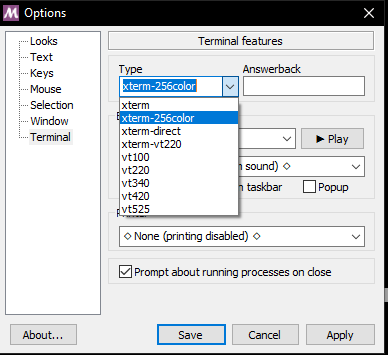 Options
Looks
Text
Keys
Mouse
Selection
Window
Terminal
Terminal features
Type
Answerback
xterm-256color
xterm
xterm-256color
xterm-direct
xterm-vt220
vt100
vt220
vt340
vt420
vt525
► Play
sound) ◇
taskbar
Popup
◇ None (printing disabled) ◇
Prompt about running processes on close
About...
Save
Cancel
Apply